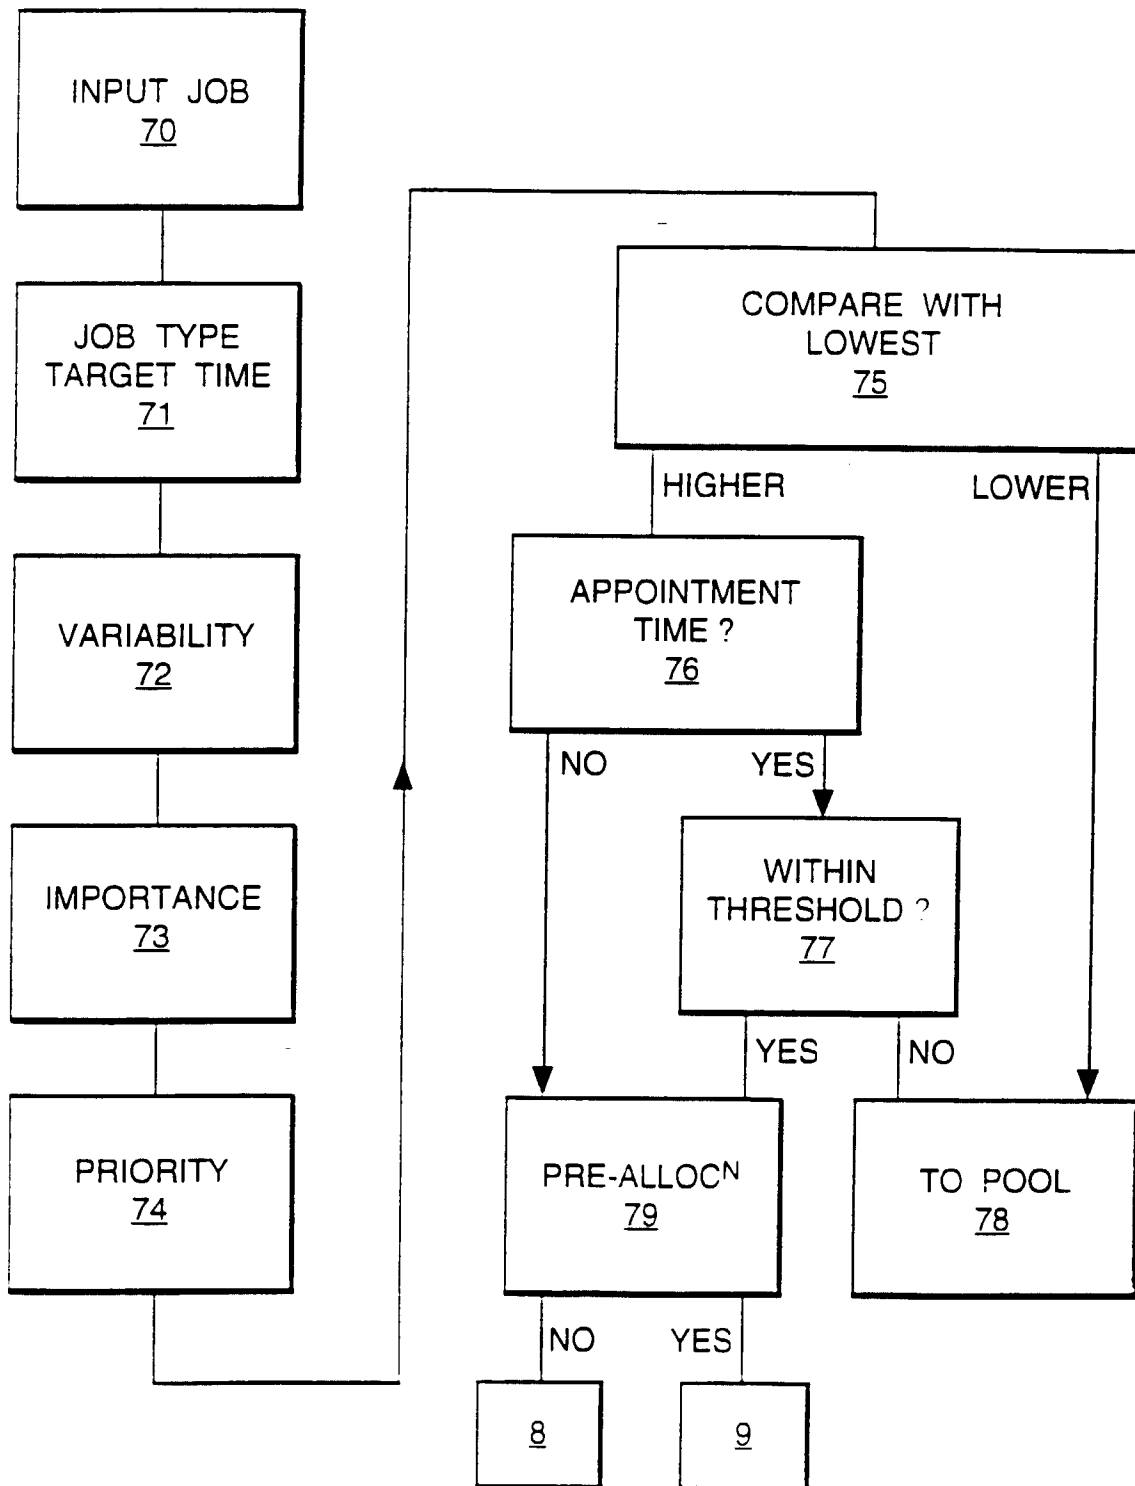 INPUT JOB
70
JOB TYPE
TARGET TIME
71
VARIABILITY
72
IMPORTANCE
73
PRIORITY
74
COMPARE WITH
LOWEST
75
HIGHER
LOWER
APPOINTMENT
TIME ?
76
NO
YES
WITHIN
THRESHOLD ?
77
YES
NO
PRE-ALLOCᴺ
79
TO POOL
78
NO
YES
8
9